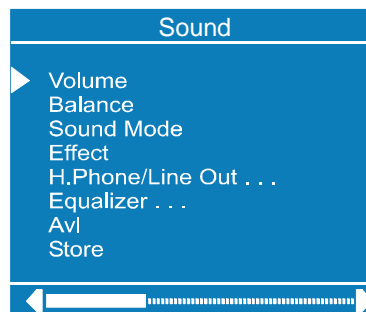 Sound
Volume
Balance
Sound Mode
Effect
H.Phone/Line Out . . .
Equalizer . . .
Avl
Store